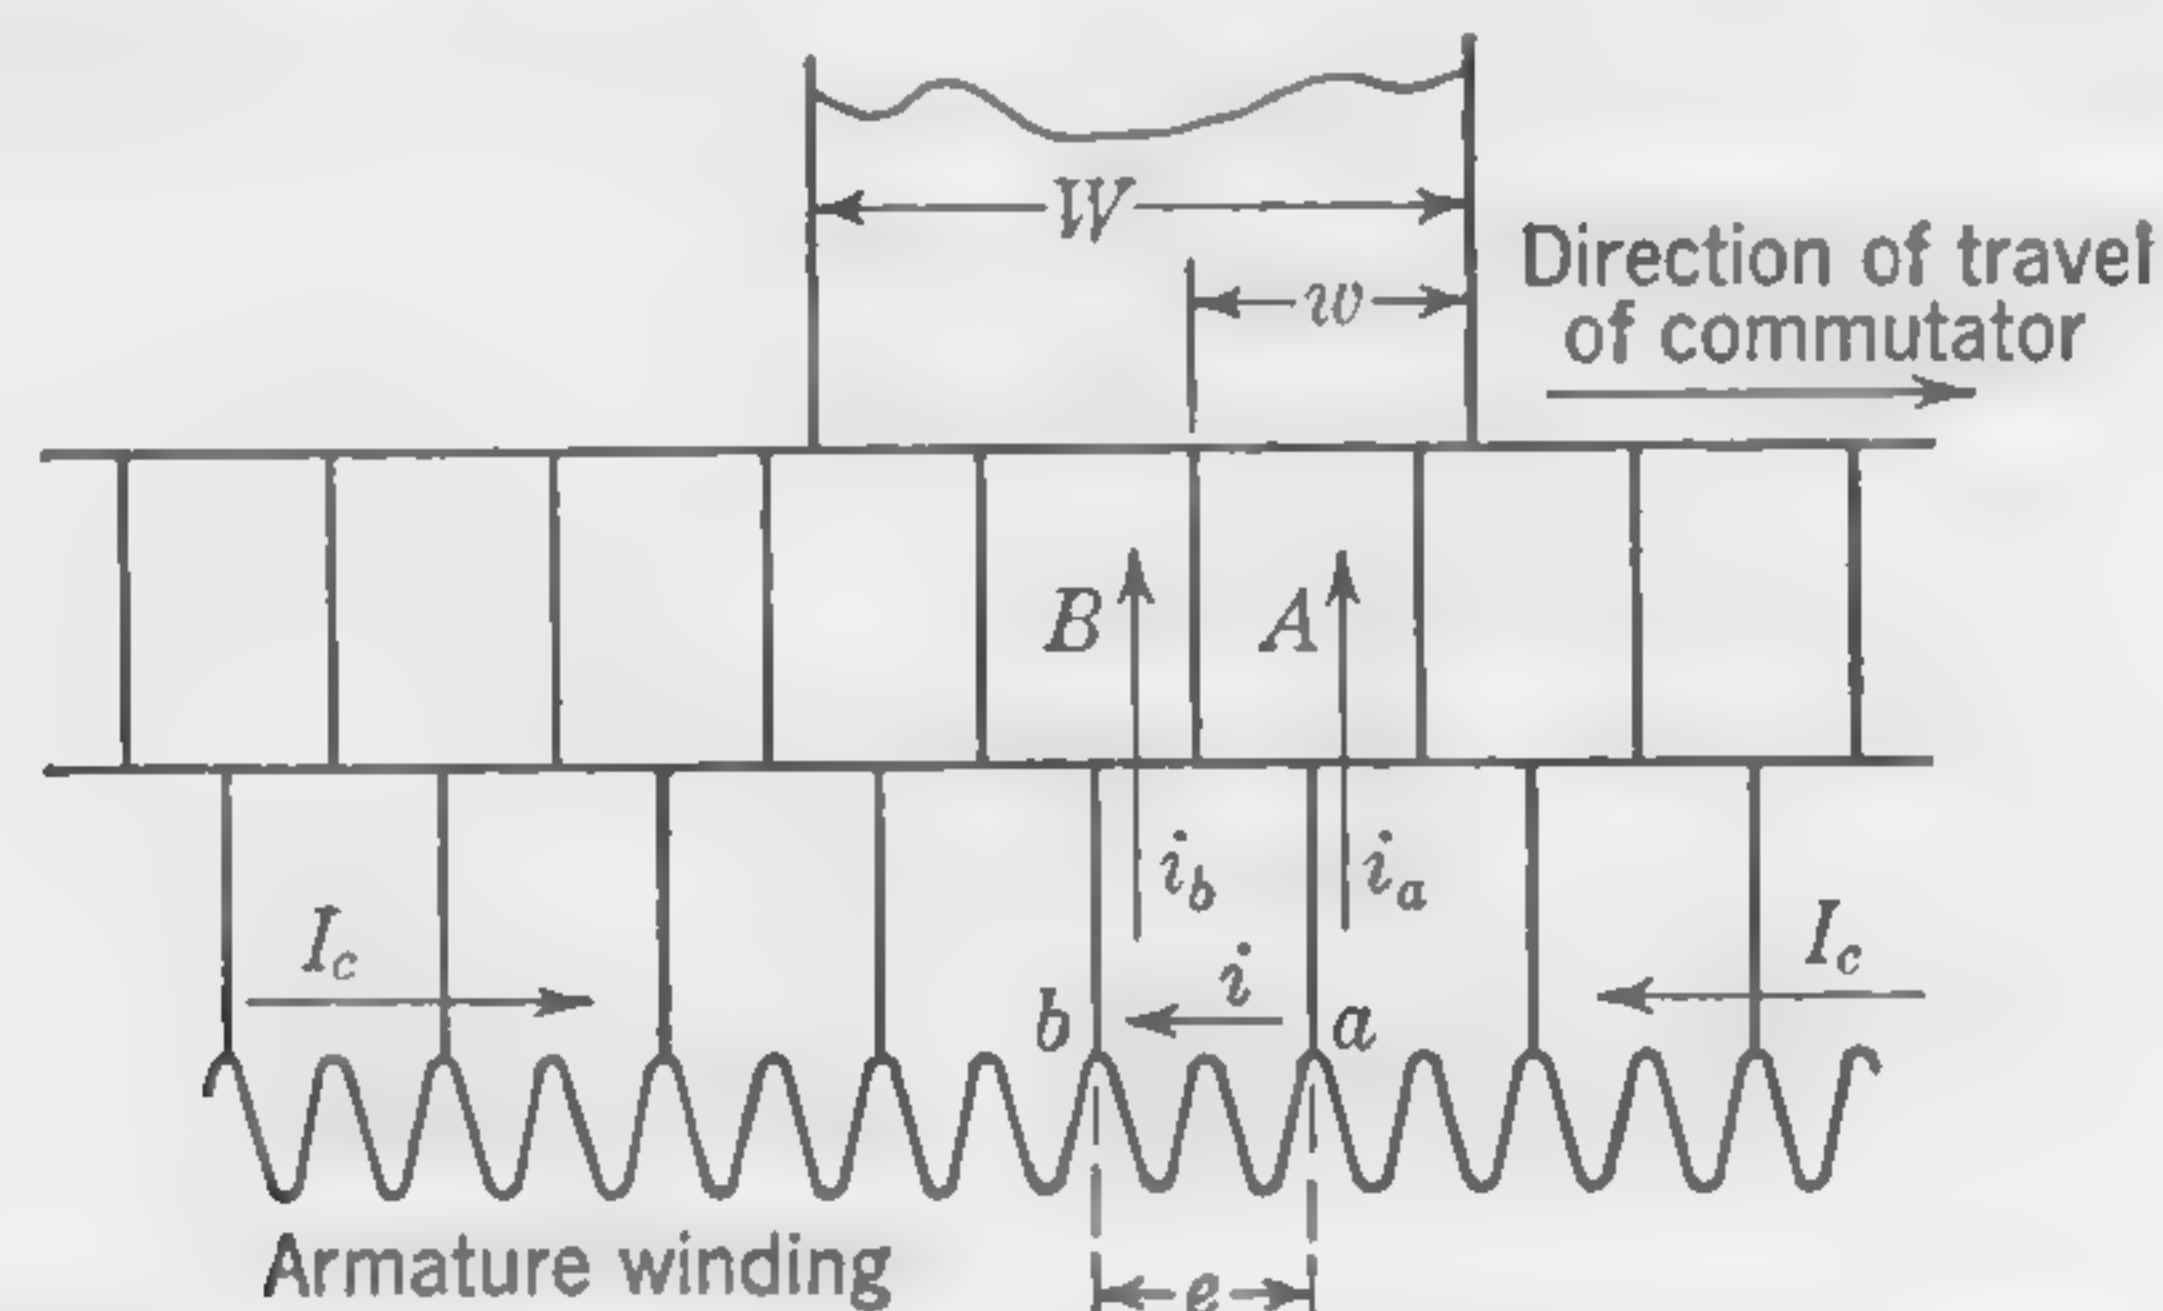 W
w
Direction of travel
of commutator
B
A
i_b
i_a
I_c
i
I_c
b
a
Armature winding
e